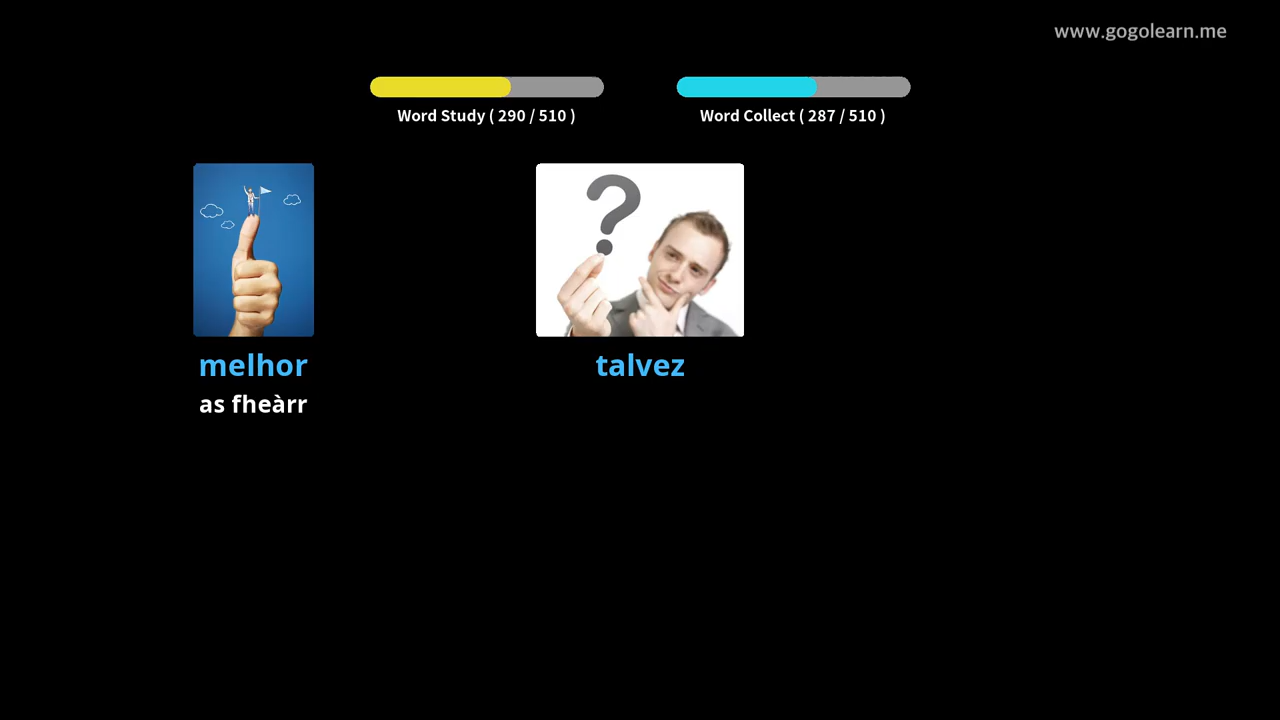 www.gogolearn.me
Word Study ( 290 / 510 )
Word Collect ( 287 / 510 )
melhor
as fheàrr
talvez